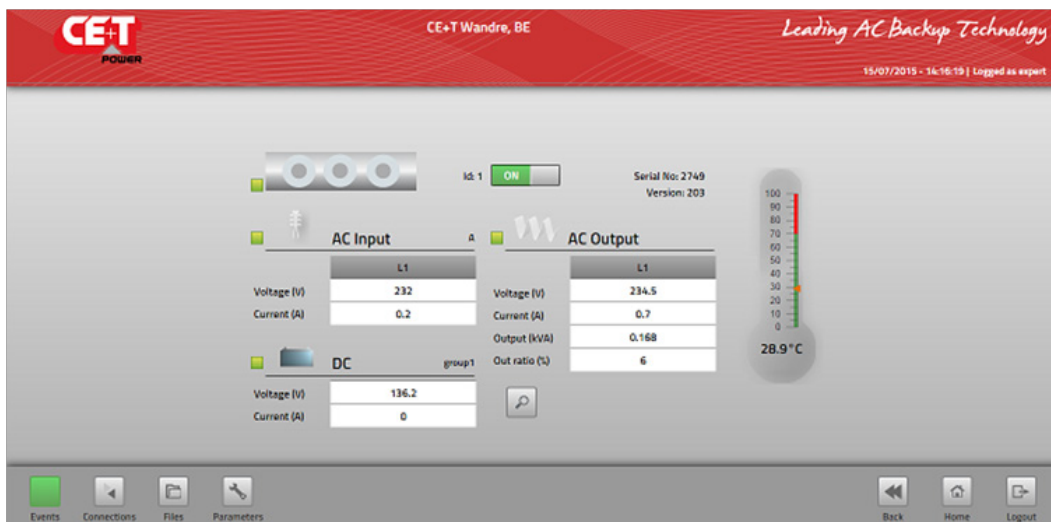 CE+T
POWER
CE+T Wandre, BE
Leading AC Backup Technology
15/07/2015 - 14:16:19 | Logged as expert
Id: 1 ON
Serial No: 2749
Version: 203
AC Input A
L1
Voltage (V) 232
Current (A) 0.2
AC Output
L1
Voltage (V) 234.5
Current (A) 0.7
Output (kVA) 0.168
Out ratio (%) 6
DC group1
Voltage (V) 136.2
Current (A) 0
100
90
80
70
60
50
40
30
20
10
0
28.9°C
Events Connections Files Parameters Back Home Logout